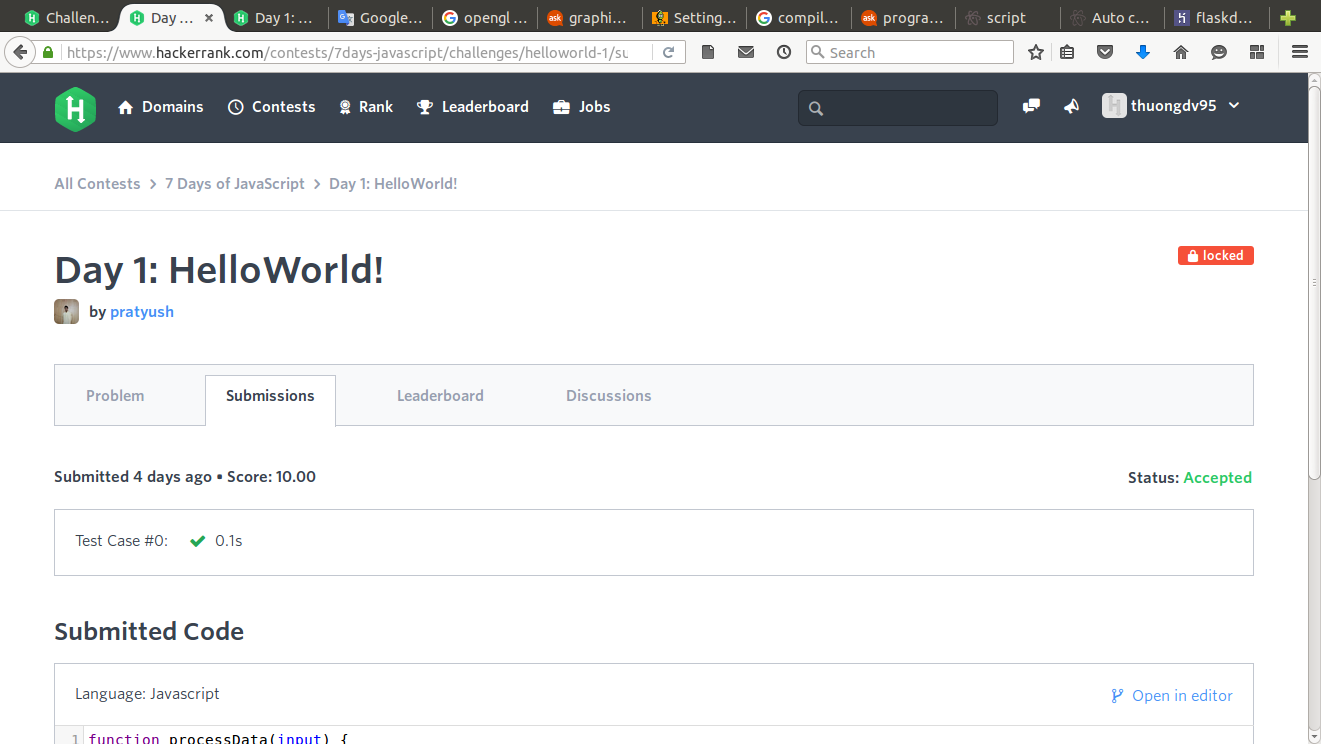 Challen... Day ... Day 1: ... Google... opengl ... graphi... Setting... compil... progra... script Auto c... flaskd...
https://www.hackerrank.com/contests/7days-javascript/challenges/helloworld-1/su Search
H Domains Contests Rank Leaderboard Jobs thuongdv95
All Contests > 7 Days of JavaScript > Day 1: HelloWorld!
Day 1: HelloWorld!
locked
by pratyush
Problem Submissions Leaderboard Discussions
Submitted 4 days ago • Score: 10.00 Status: Accepted
Test Case #0: 0.1s
Submitted Code
Language: Javascript Open in editor
1 function processData(input) {